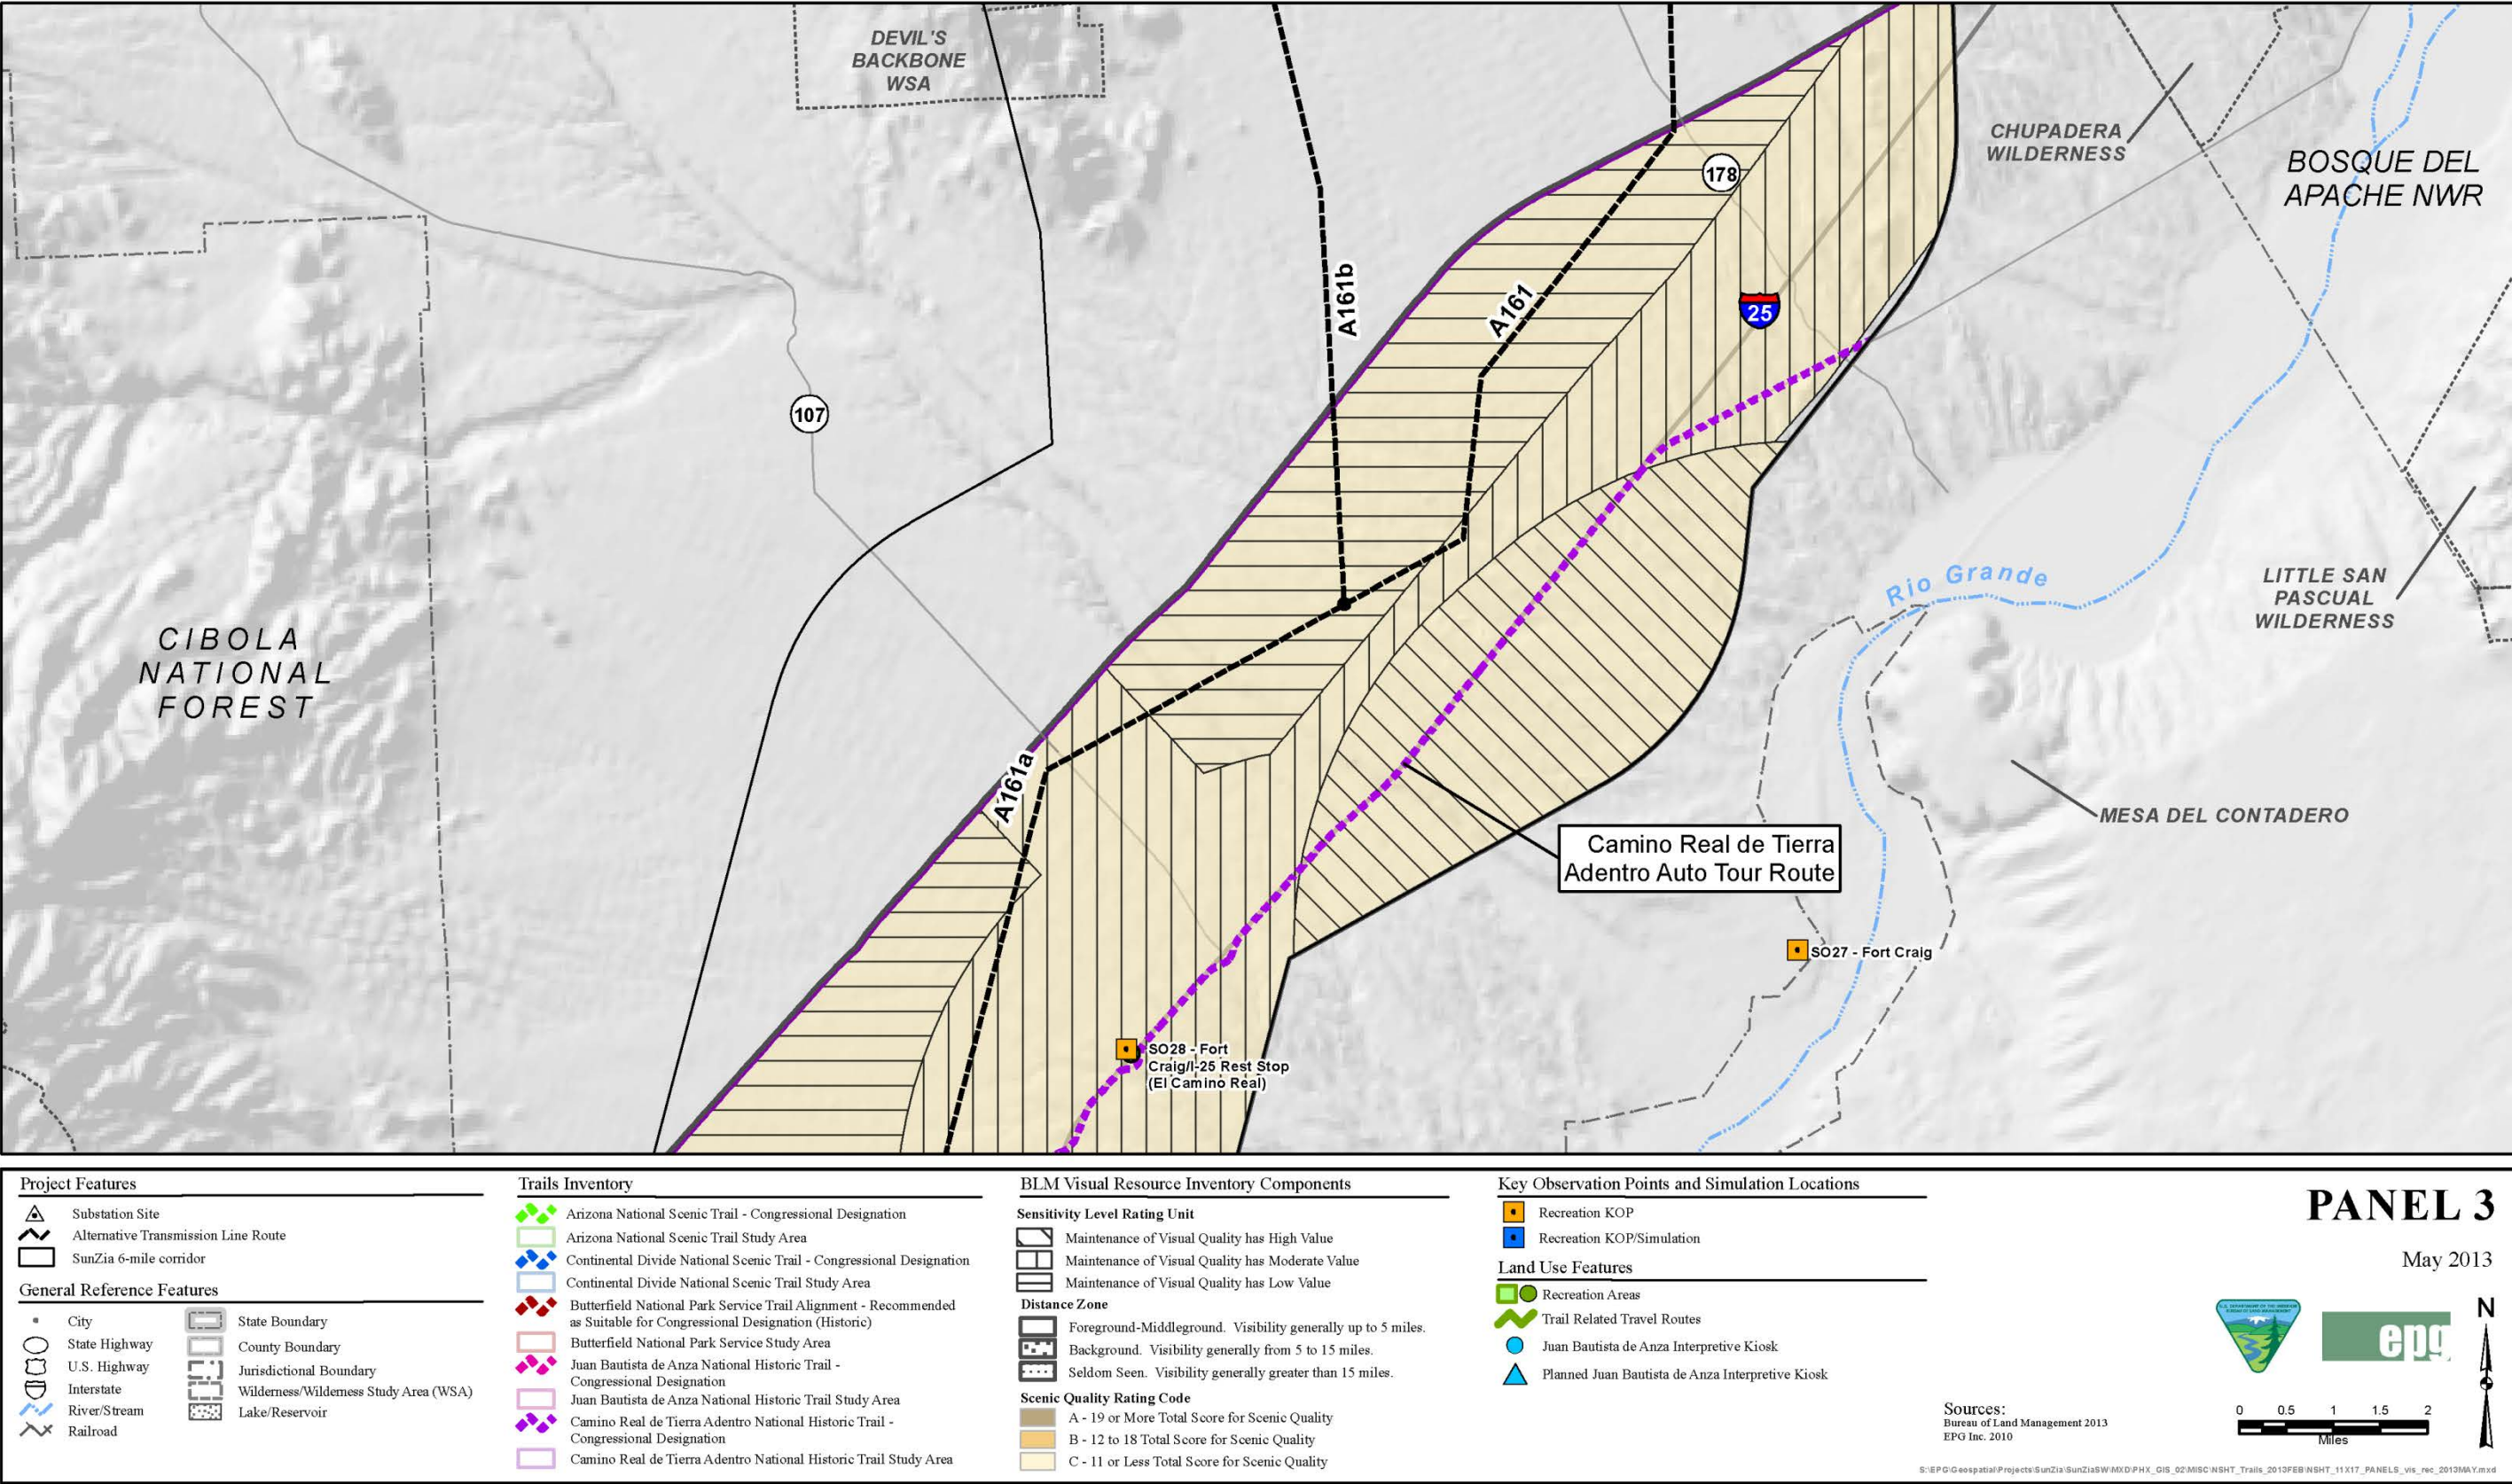 DEVIL'S
BACKBONE
WSA
CHUPADERA
WILDERNESS
BOSQUE DEL
APACHE NWR
178
A161b
A161
25
107
Rio Grande
LITTLE SAN
PASCUAL
WILDERNESS
CIBOLA
NATIONAL
FOREST
A161a
MESA DEL CONTADERO
Camino Real de Tierra
Adentro Auto Tour Route
SO27 - Fort Craig
SO28 - Fort
Craig/I-25 Rest Stop
(El Camino Real)
Project Features
Substation Site
Alternative Transmission Line Route
SunZia 6-mile corridor
General Reference Features
City
State Highway
U.S. Highway
Interstate
River/Stream
Railroad
State Boundary
County Boundary
Jurisdictional Boundary
Wilderness/Wilderness Study Area (WSA)
Lake/Reservoir
Trails Inventory
Arizona National Scenic Trail - Congressional Designation
Arizona National Scenic Trail Study Area
Continental Divide National Scenic Trail - Congressional Designation
Continental Divide National Scenic Trail Study Area
Butterfield National Park Service Trail Alignment - Recommended
as Suitable for Congressional Designation (Historic)
Butterfield National Park Service Study Area
Juan Bautista de Anza National Historic Trail -
Congressional Designation
Juan Bautista de Anza National Historic Trail Study Area
Camino Real de Tierra Adentro National Historic Trail -
Congressional Designation
Camino Real de Tierra Adentro National Historic Trail Study Area
BLM Visual Resource Inventory Components
Sensitivity Level Rating Unit
Maintenance of Visual Quality has High Value
Maintenance of Visual Quality has Moderate Value
Maintenance of Visual Quality has Low Value
Distance Zone
Foreground-Middleground. Visibility generally up to 5 miles.
Background. Visibility generally from 5 to 15 miles.
Seldom Seen. Visibility generally greater than 15 miles.
Scenic Quality Rating Code
A - 19 or More Total Score for Scenic Quality
B - 12 to 18 Total Score for Scenic Quality
C - 11 or Less Total Score for Scenic Quality
Key Observation Points and Simulation Locations
Recreation KOP
Recreation KOP/Simulation
Land Use Features
Recreation Areas
Trail Related Travel Routes
Juan Bautista de Anza Interpretive Kiosk
Planned Juan Bautista de Anza Interpretive Kiosk
PANEL 3
May 2013
epg
N
Sources:
Bureau of Land Management 2013
EPG Inc. 2010
0 0.5 1 1.5 2
Miles
S:\EPG\Geospatial\Projects\SunZia\SunZiaSW\MXD\PHX_GIS_02\MISC\NSHT_Trails_2013FEB\NSHT_11X17_PANELS_vis_rec_2013MAY.mxd